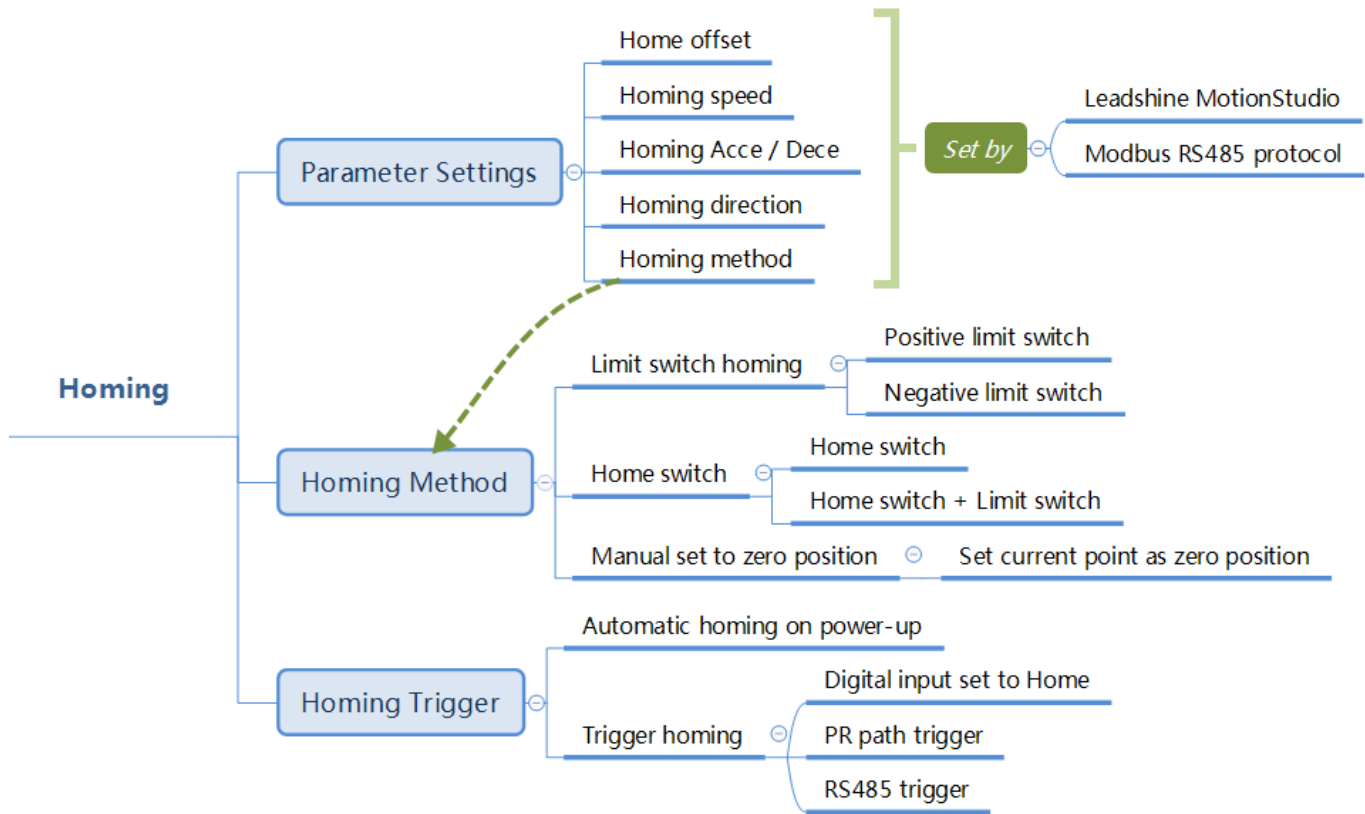 Homing
Parameter Settings
Home offset
Homing speed
Homing Acce / Dece
Homing direction
Homing method
Set by
Leadshine MotionStudio
Modbus RS485 protocol
Homing Method
Limit switch homing
Positive limit switch
Negative limit switch
Home switch
Home switch
Home switch + Limit switch
Manual set to zero position
Set current point as zero position
Homing Trigger
Automatic homing on power-up
Trigger homing
Digital input set to Home
PR path trigger
RS485 trigger